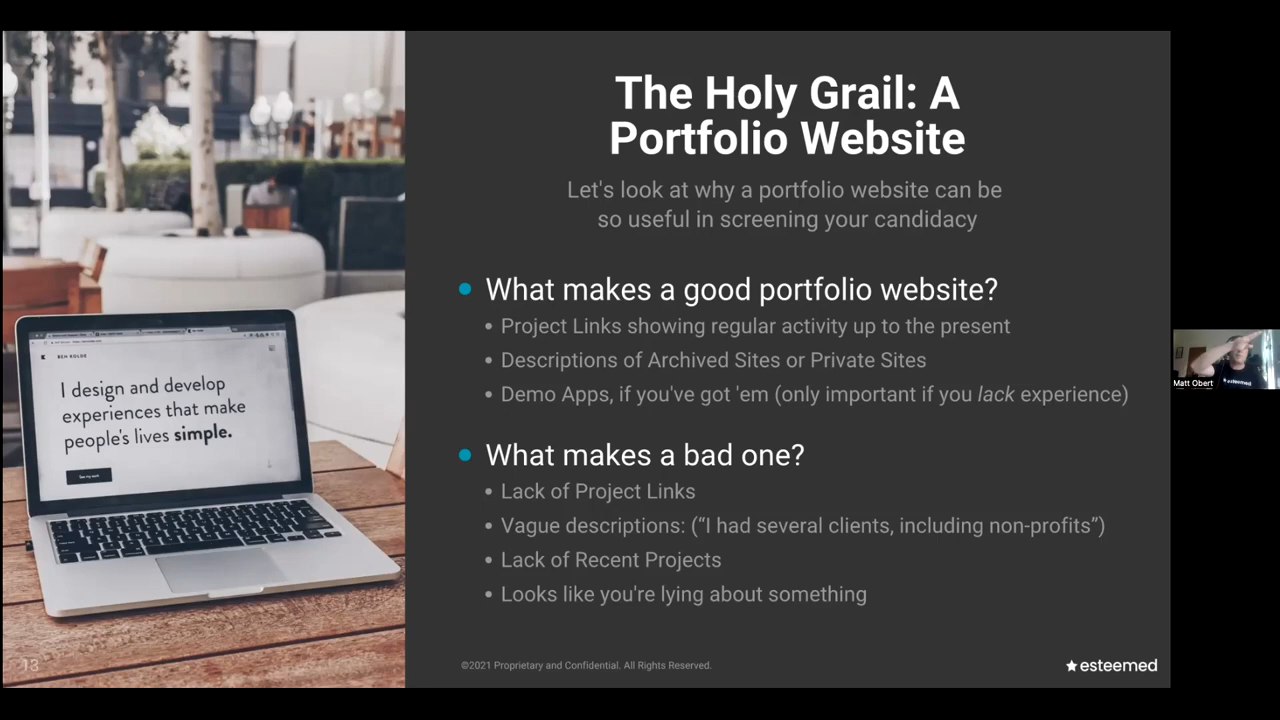 The Holy Grail: A
Portfolio Website
Let's look at why a portfolio website can be
so useful in screening your candidacy
What makes a good portfolio website?
Project Links showing regular activity up to the present
Descriptions of Archived Sites or Private Sites
Demo Apps, if you've got 'em (only important if you lack experience)
What makes a bad one?
Lack of Project Links
Vague descriptions: (“I had several clients, including non-profits”)
Lack of Recent Projects
Looks like you're lying about something
BEN KOLDE
I design and develop
experiences that make
people's lives simple.
See my work
13
©2021 Proprietary and Confidential. All Rights Reserved.
esteemed
esteemed
Matt Obert